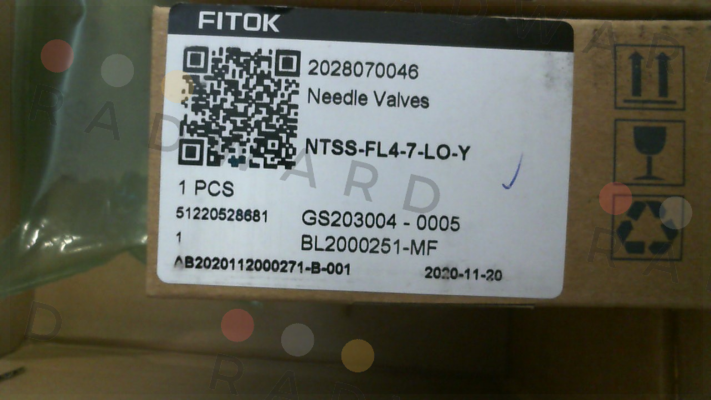 FITOK
2028070046
Needle Valves
NTSS-FL4-7-LO-Y
1 PCS
51220528681
GS203004 - 0005
1
BL2000251-MF
AB2020112000271-B-001
2020-11-20